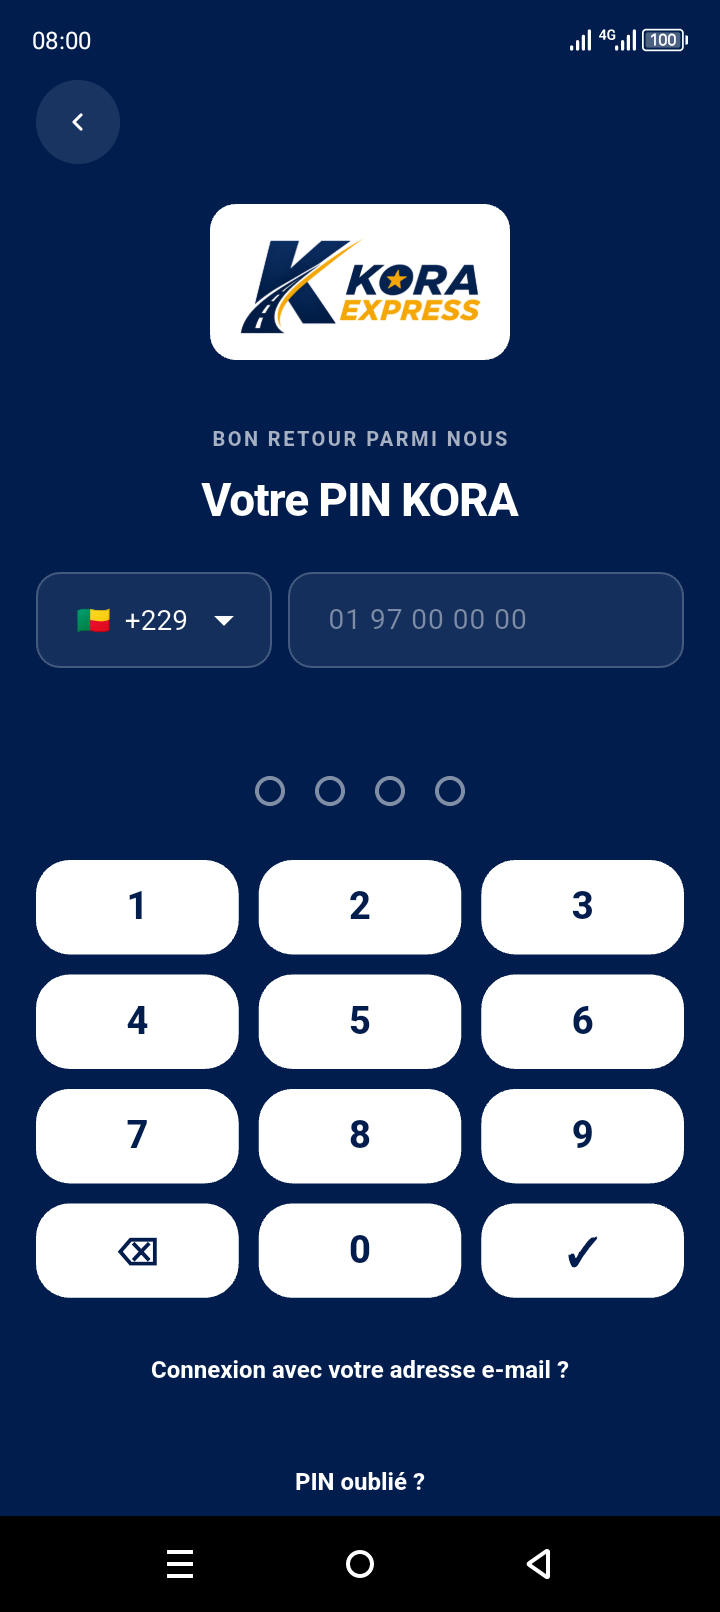 08:00
4G 100
KORA
EXPRESS
BON RETOUR PARMI NOUS
Votre PIN KORA
+229
01 97 00 00 00
1 2 3
4 5 6
7 8 9
0
Connexion avec votre adresse e-mail ?
PIN oublié ?